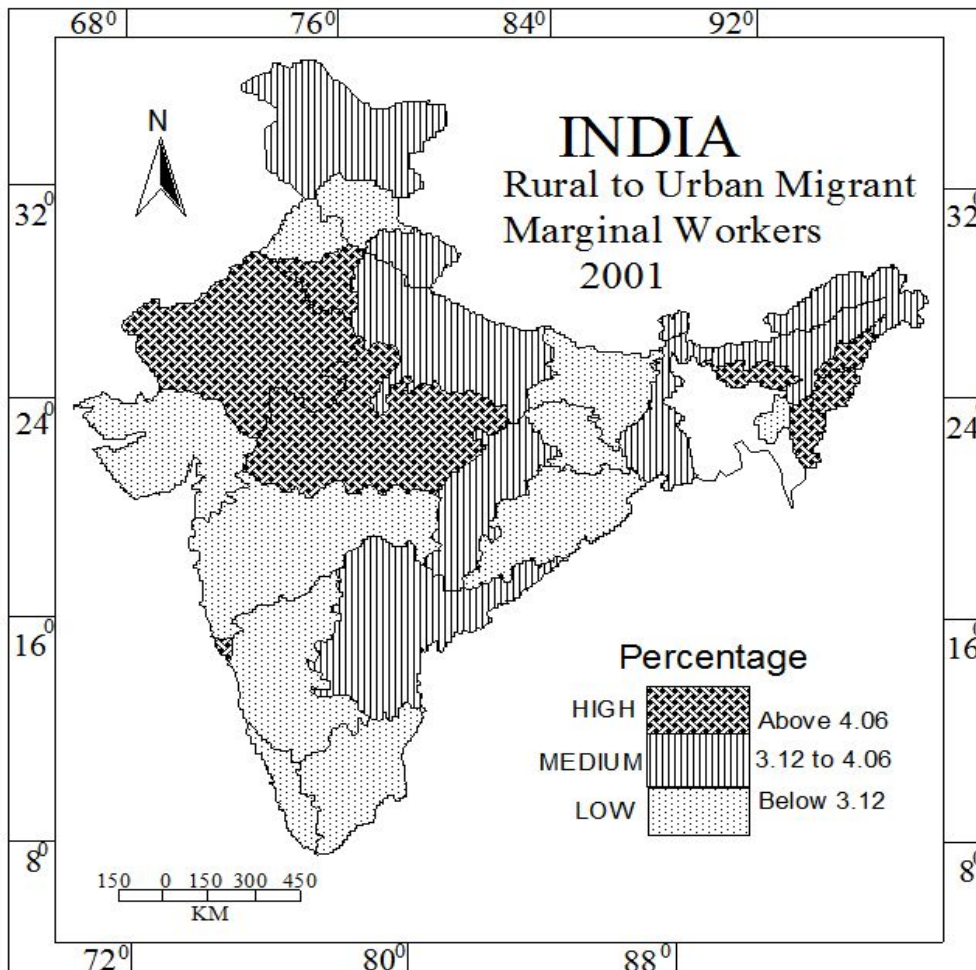 68⁰ 76⁰ 84⁰ 92⁰
N
INDIA
Rural to Urban Migrant
Marginal Workers
2001
32⁰ 32⁰
24⁰ 24⁰
16⁰ 16⁰
Percentage
HIGH Above 4.06
MEDIUM 3.12 to 4.06
LOW Below 3.12
8⁰ 8⁰
150 0 150 300 450
KM
72⁰ 80⁰ 88⁰